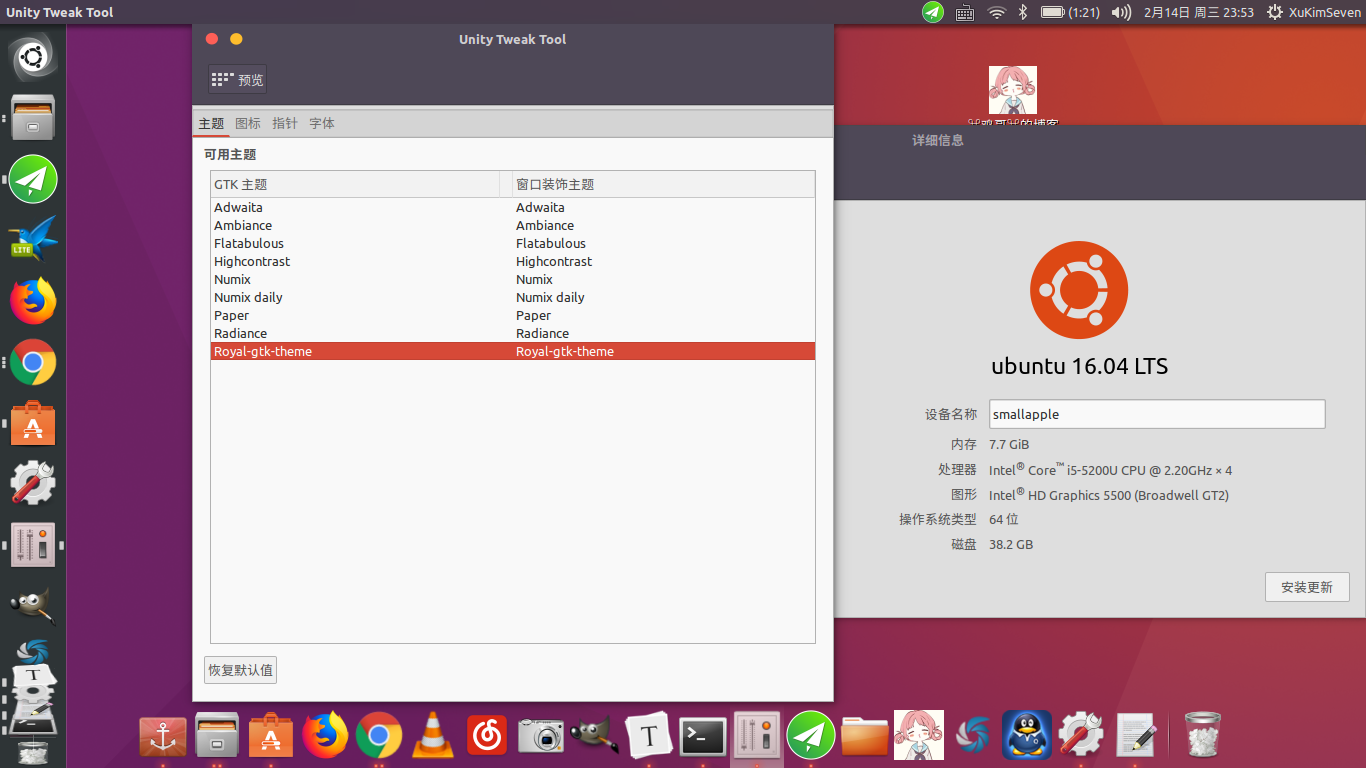 Unity Tweak Tool
(1:21)
2月14日 周三 23:53
XuKimSeven
Unity Tweak Tool
预览
主题 图标 指针 字体
可用主题
GTK 主题 窗口装饰主题
Adwaita Adwaita
Ambiance Ambiance
Flatabulous Flatabulous
Highcontrast Highcontrast
Numix Numix
Numix daily Numix daily
Paper Paper
Radiance Radiance
Royal-gtk-theme Royal-gtk-theme
恢复默认值
详细信息
ubuntu 16.04 LTS
设备名称 smallapple
内存 7.7 GiB
处理器 Intel® Core™ i5-5200U CPU @ 2.20GHz × 4
图形 Intel® HD Graphics 5500 (Broadwell GT2)
操作系统类型 64 位
磁盘 38.2 GB
安装更新
LITE
T
T